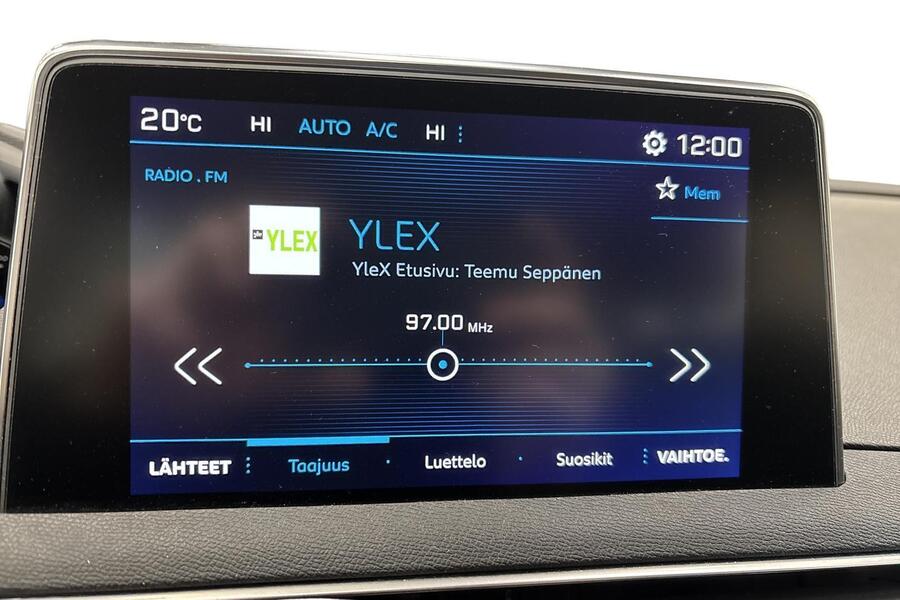 20°C HI AUTO A/C HI 12:00
RADIO . FM
Mem
yle YLEX
YLEX
YleX Etusivu: Teemu Seppänen
97.00 MHz
LÄHTEET Taajuus Luettelo Suosikit VAIHTOE.